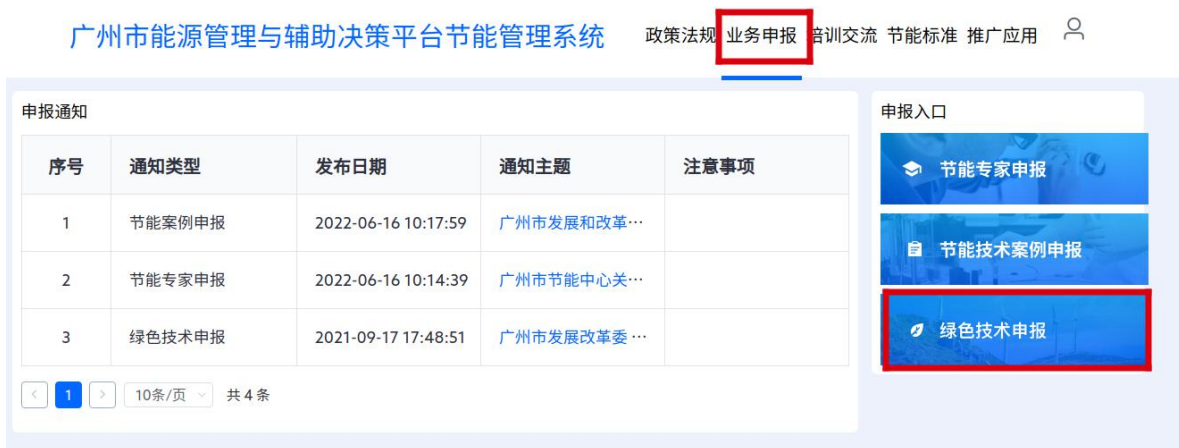 广州市能源管理与辅助决策平台节能管理系统 政策法规 业务申报 培训交流 节能标准 推广应用
申报通知
序号 通知类型 发布日期 通知主题 注意事项
1 节能案例申报 2022-06-16 10:17:59 广州市发展和改革…
2 节能专家申报 2022-06-16 10:14:39 广州市节能中心关…
3 绿色技术申报 2021-09-17 17:48:51 广州市发展改革委 …
< 1 > 10条/页 共 4 条
申报入口
节能专家申报
节能技术案例申报
绿色技术申报